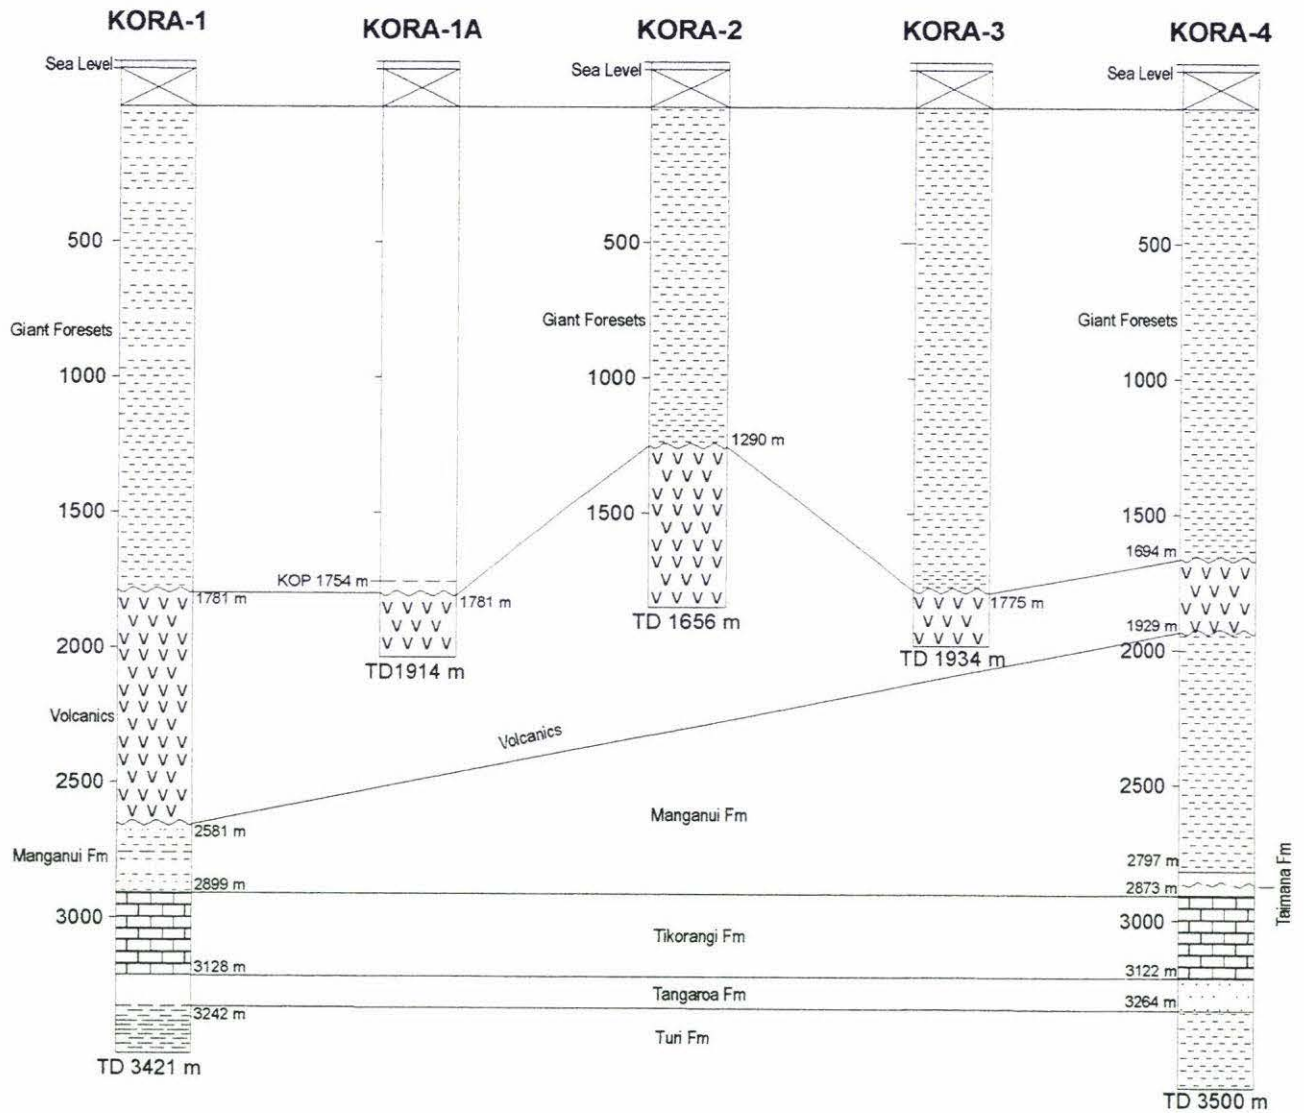 KORA-1
KORA-1A
KORA-2
KORA-3
KORA-4
Sea Level
Sea Level
Sea Level
500
500
500
Giant Foresets
Giant Foresets
Giant Foresets
1000
1000
1000
1290 m
1500
1500
1500
1694 m
KOP 1754 m
1781 m
1781 m
1775 m
TD 1656 m
1929 m
2000
2000
TD1914 m
TD 1934 m
Volcanics
Volcanics
2500
2500
Manganui Fm
2581 m
Manganui Fm
2797 m
2899 m
2873 m
Taimana Fm
3000
3000
Tikorangi Fm
3128 m
3122 m
Tangaroa Fm
3264 m
3242 m
Turi Fm
TD 3421 m
TD 3500 m